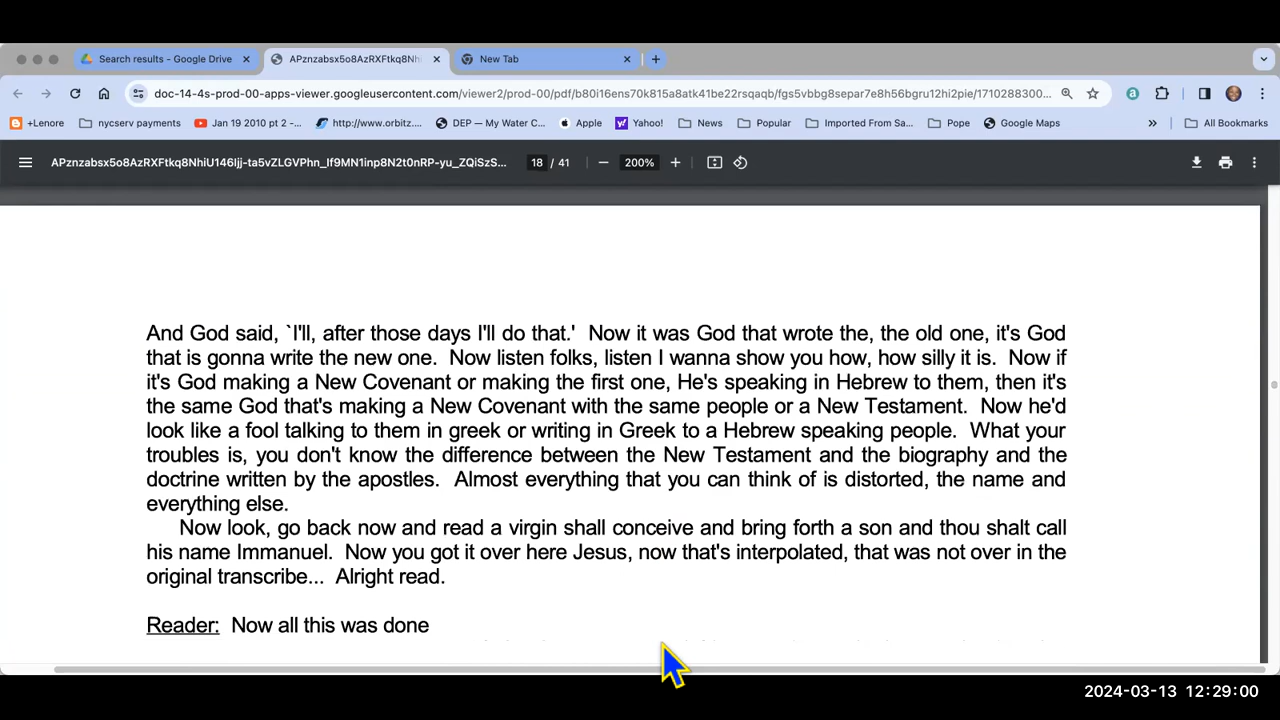 Search results - Google Drive
APznzabsx5o8AzRXFtkq8Nh
New Tab
doc-14-4s-prod-00-apps-viewer.googleusercontent.com/viewer2/prod-00/pdf/b80i16ens70k815a8atk41be22rsqaqb/fgs5vbbg8separ7e8h56bgru12hi2pie/1710288300...
+Lenore
nycserv payments
Jan 19 2010 pt 2 -...
http://www.orbitz....
DEP — My Water C...
Apple
Yahoo!
News
Popular
Imported From Sa...
Pope
Google Maps
»
All Bookmarks
APznzabsx5o8AzRXFtkq8NhiU146Ijj-ta5vZLGVPhn_If9MN1inp8N2t0nRP-yu_ZQiSzS...
18 / 41
200%
And God said, `I'll, after those days I'll do that.' Now it was God that wrote the, the old one, it's God
that is gonna write the new one. Now listen folks, listen I wanna show you how, how silly it is. Now if
it's God making a New Covenant or making the first one, He's speaking in Hebrew to them, then it's
the same God that's making a New Covenant with the same people or a New Testament. Now he'd
look like a fool talking to them in greek or writing in Greek to a Hebrew speaking people. What your
troubles is, you don't know the difference between the New Testament and the biography and the
doctrine written by the apostles. Almost everything that you can think of is distorted, the name and
everything else.
Now look, go back now and read a virgin shall conceive and bring forth a son and thou shalt call
his name Immanuel. Now you got it over here Jesus, now that's interpolated, that was not over in the
original transcribe... Alright read.
Reader: Now all this was done
2024-03-13 12:29:00